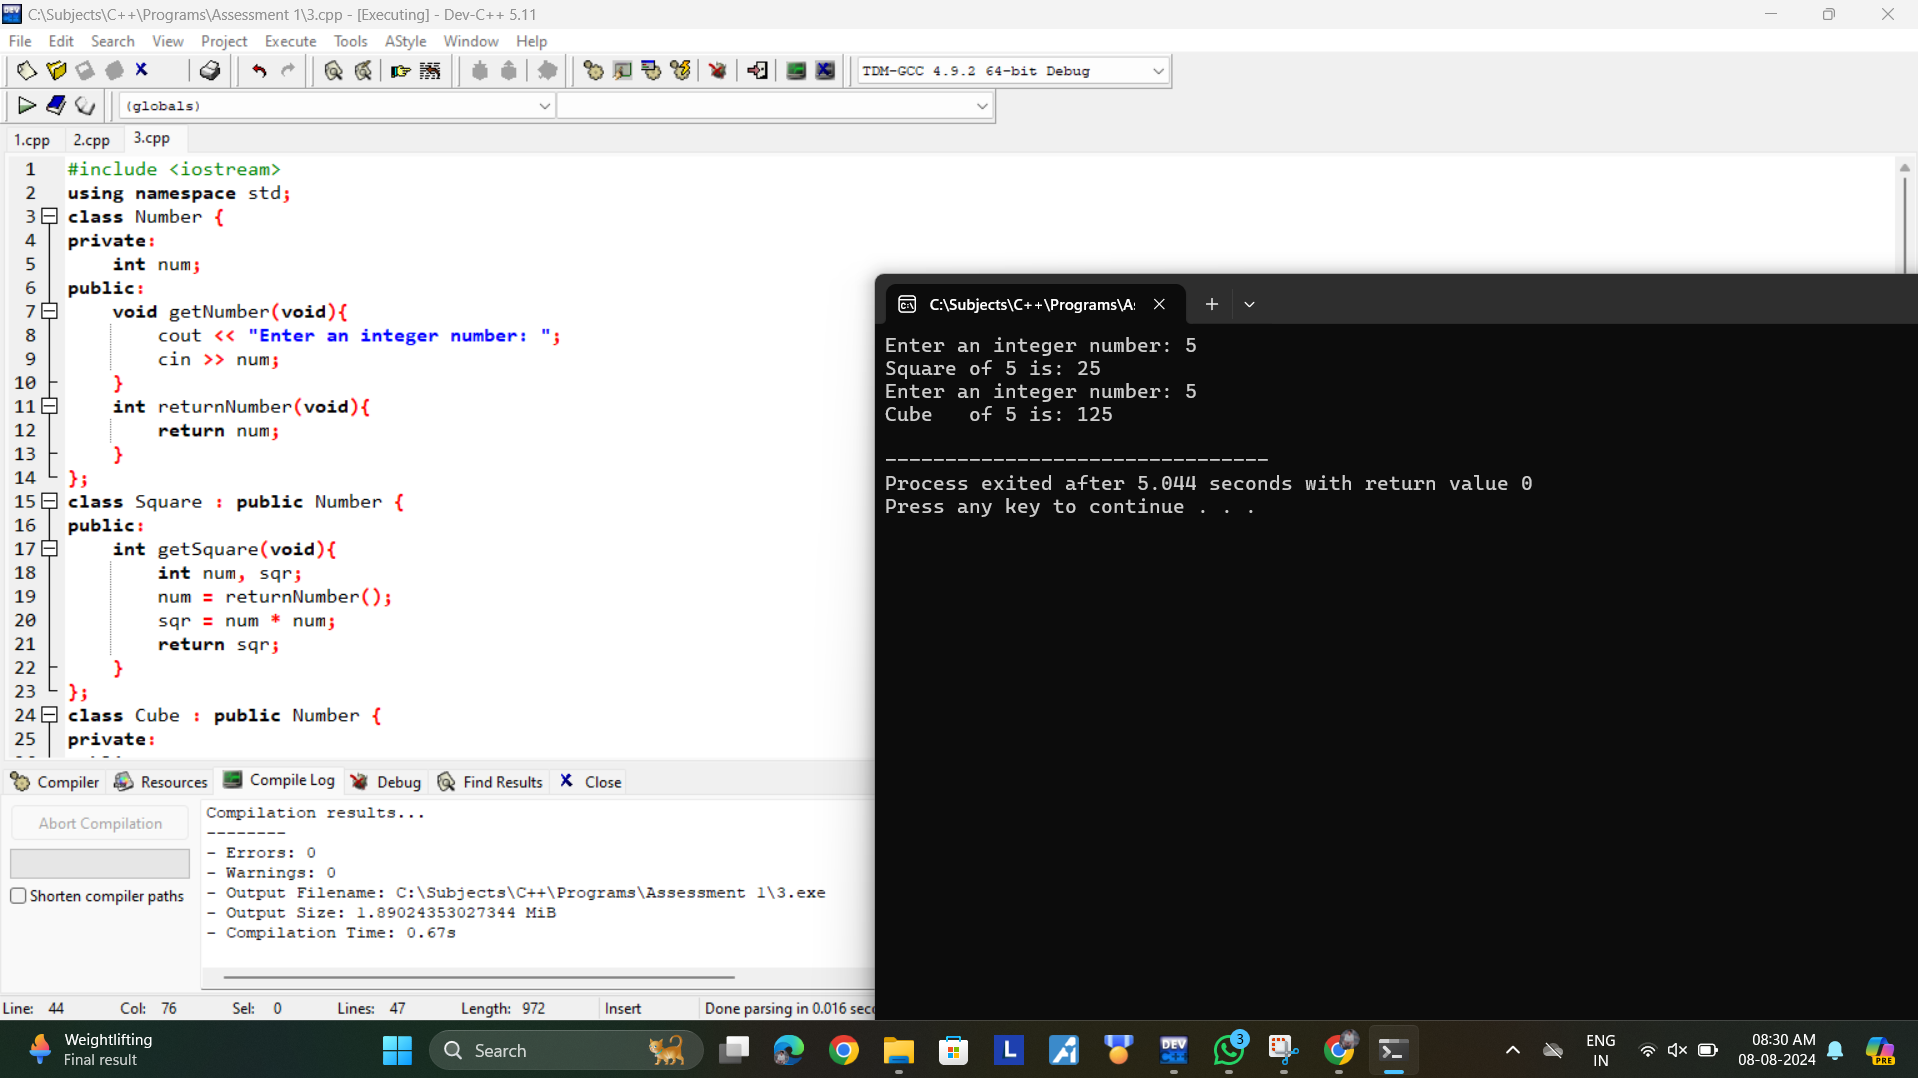 C:\Subjects\C++\Programs\Assessment 1\3.cpp - [Executing] - Dev-C++ 5.11
File Edit Search View Project Execute Tools AStyle Window Help
TDM-GCC 4.9.2 64-bit Debug
(globals)
1.cpp 2.cpp 3.cpp
1 #include <iostream>
2 using namespace std;
3 class Number {
4 private:
5 int num;
6 public:
7 void getNumber(void){
8 cout << "Enter an integer number: ";
9 cin >> num;
10 }
11 int returnNumber(void){
12 return num;
13 }
14 };
15 class Square : public Number {
16 public:
17 int getSquare(void){
18 int num, sqr;
19 num = returnNumber();
20 sqr = num * num;
21 return sqr;
22 }
23 };
24 class Cube : public Number {
25 private:
C:\Subjects\C++\Programs\A
Enter an integer number: 5
Square of 5 is: 25
Enter an integer number: 5
Cube   of 5 is: 125
--------------------------------
Process exited after 5.044 seconds with return value 0
Press any key to continue . . .
Compiler Resources Compile Log Debug Find Results Close
Abort Compilation
Shorten compiler paths
Compilation results...
--------
- Errors: 0
- Warnings: 0
- Output Filename: C:\Subjects\C++\Programs\Assessment 1\3.exe
- Output Size: 1.89024353027344 MiB
- Compilation Time: 0.67s
Line: 44 Col: 76 Sel: 0 Lines: 47 Length: 972 Insert Done parsing in 0.016 sec
Weightlifting
Final result
Search
L
DEV
3
ENG
IN
08:30 AM
08-08-2024
PRE